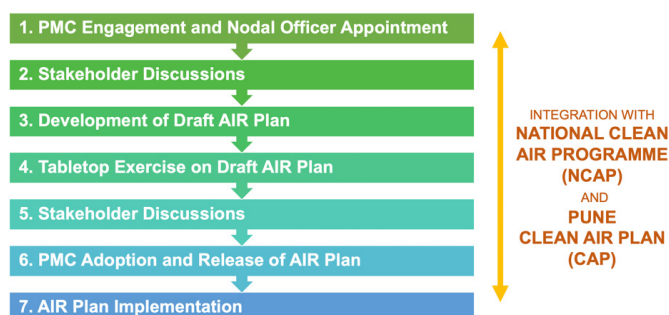 1. PMC Engagement and Nodal Officer Appointment
2. Stakeholder Discussions
3. Development of Draft AIR Plan
4. Tabletop Exercise on Draft AIR Plan
5. Stakeholder Discussions
6. PMC Adoption and Release of AIR Plan
7. AIR Plan Implementation
INTEGRATION WITH
NATIONAL CLEAN
AIR PROGRAMME
(NCAP)
AND
PUNE
CLEAN AIR PLAN
(CAP)